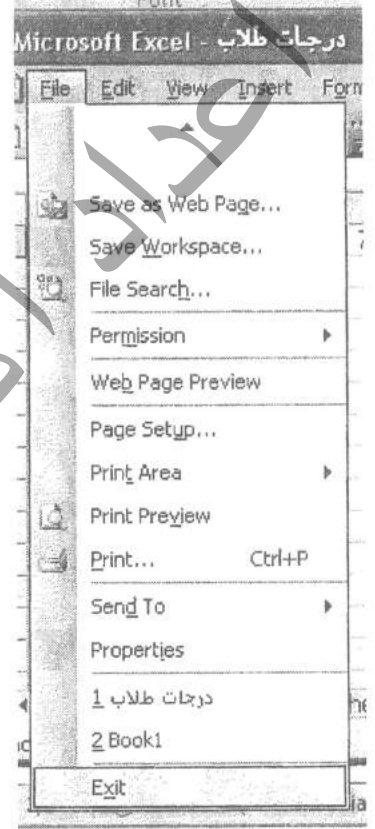 Microsoft Excel - درجات طلاب
File Edit View Insert Form
Save as Web Page...
Save Workspace...
File Search...
Permission
Web Page Preview
Page Setup...
Print Area
Print Preview
Print... Ctrl+P
Send To
Properties
1 درجات طلاب
2 Book1
Exit